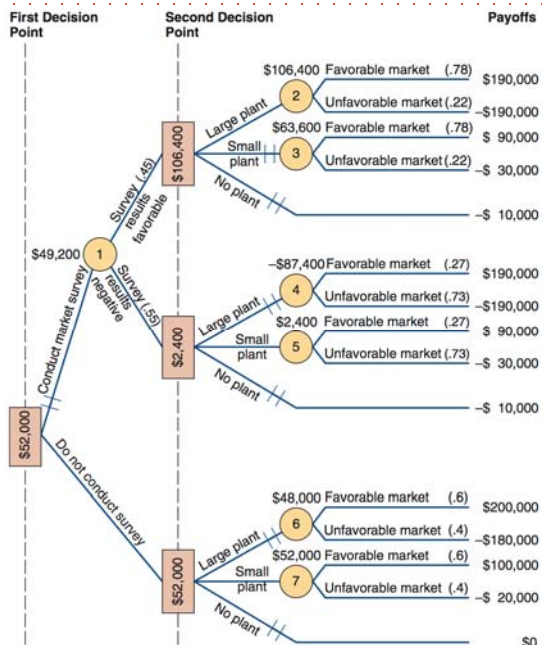 First Decision Point
Second Decision Point
Payoffs
$106,400
Favorable market (.78)
$190,000
2
Large plant
Unfavorable market (.22)
–$190,000
$63,600
Favorable market (.78)
$ 90,000
$106,400
Small plant
3
Unfavorable market (.22)
–$ 30,000
No plant
–$ 10,000
Survey (.45) results favorable
$49,200
1
Survey (.55) results negative
Conduct market survey
–$87,400
Favorable market (.27)
$190,000
4
Large plant
Unfavorable market (.73)
–$190,000
$2,400
Favorable market (.27)
$ 90,000
$2,400
Small plant
5
Unfavorable market (.73)
–$ 30,000
No plant
–$ 10,000
$52,000
Do not conduct survey
$48,000
Favorable market (.6)
$200,000
6
Large plant
Unfavorable market (.4)
–$180,000
$52,000
Favorable market (.6)
$100,000
$52,000
Small plant
7
Unfavorable market (.4)
–$ 20,000
No plant
$0